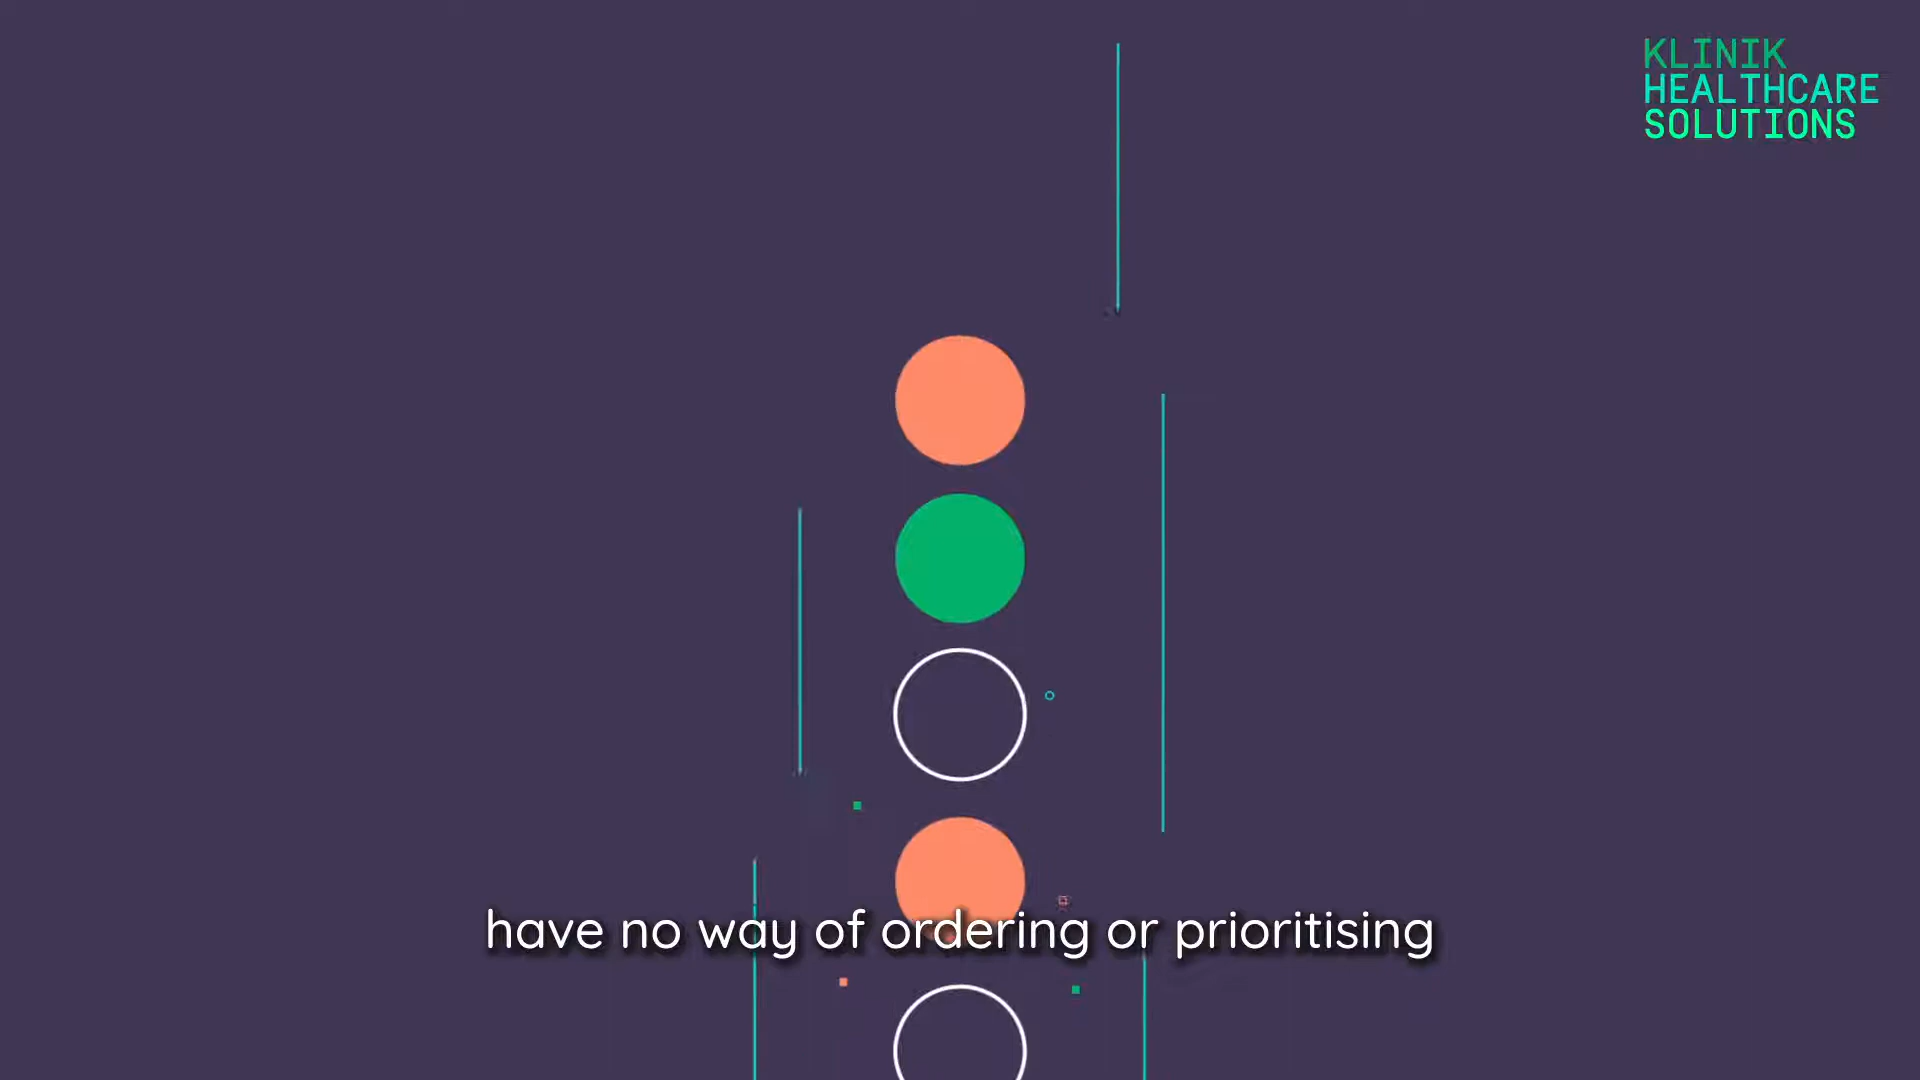 KLINIK
HEALTHCARE
SOLUTIONS
have no way of ordering or prioritising